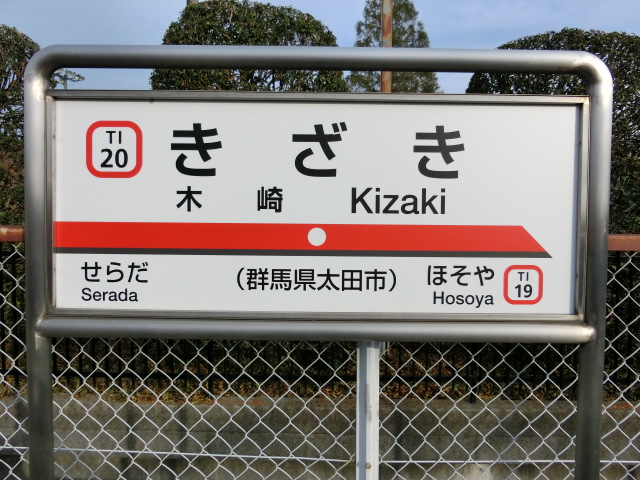 TI
20
きざき
木崎 Kizaki
せらだ
Serada
（群馬県太田市）
ほそや
Hosoya
TI
19